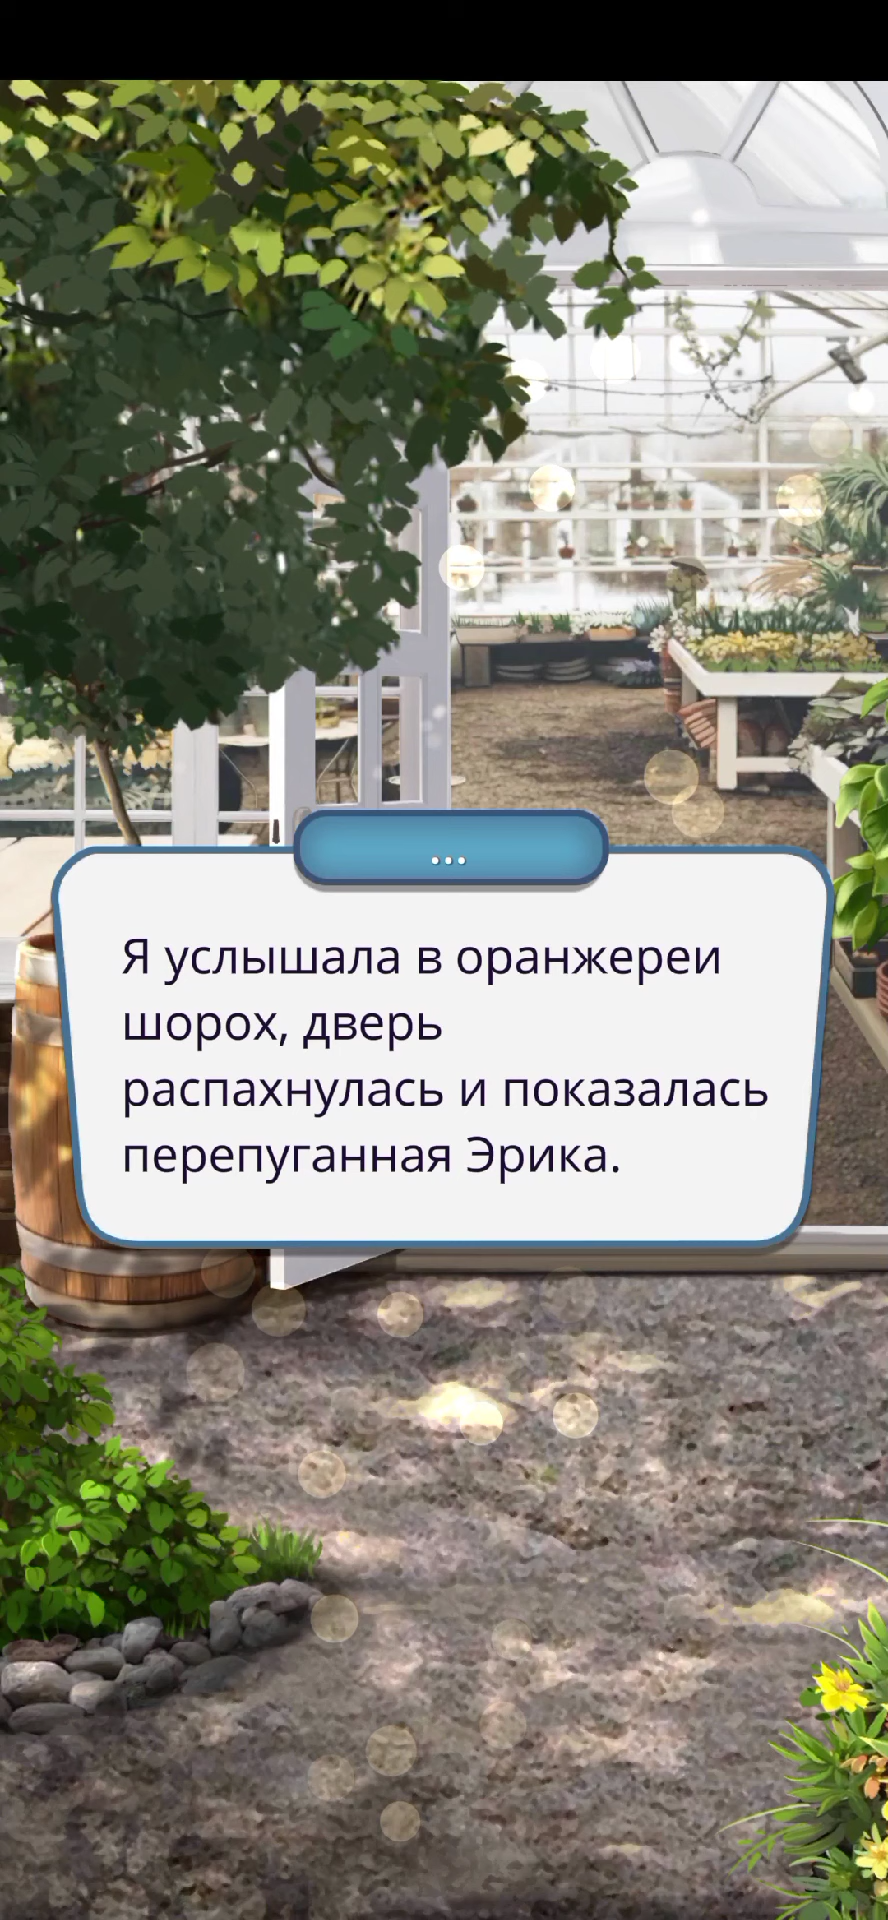 ...
Я услышала в оранжереи
шорох, дверь
распахнулась и показалась
перепуганная Эрика.